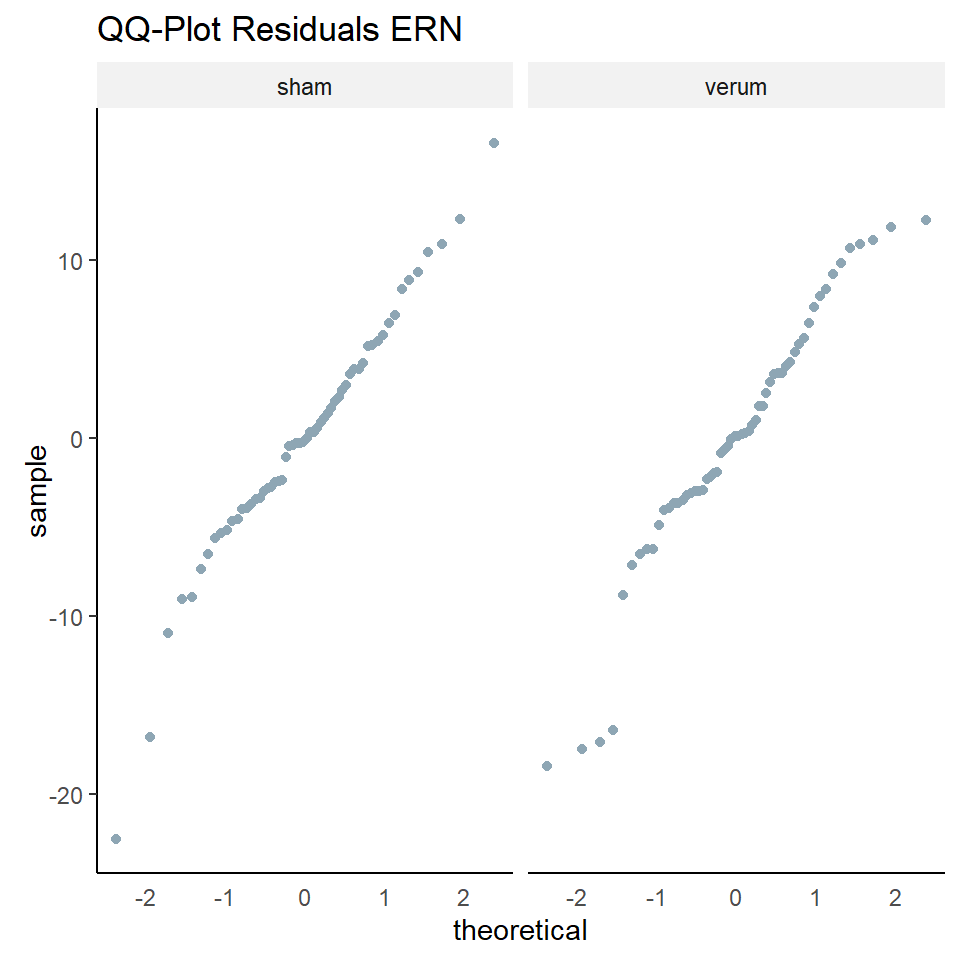 QQ-Plot Residuals ERN
sham
verum
sample
10
0
-10
-20
-2 -1 0 1 2
-2 -1 0 1 2
theoretical